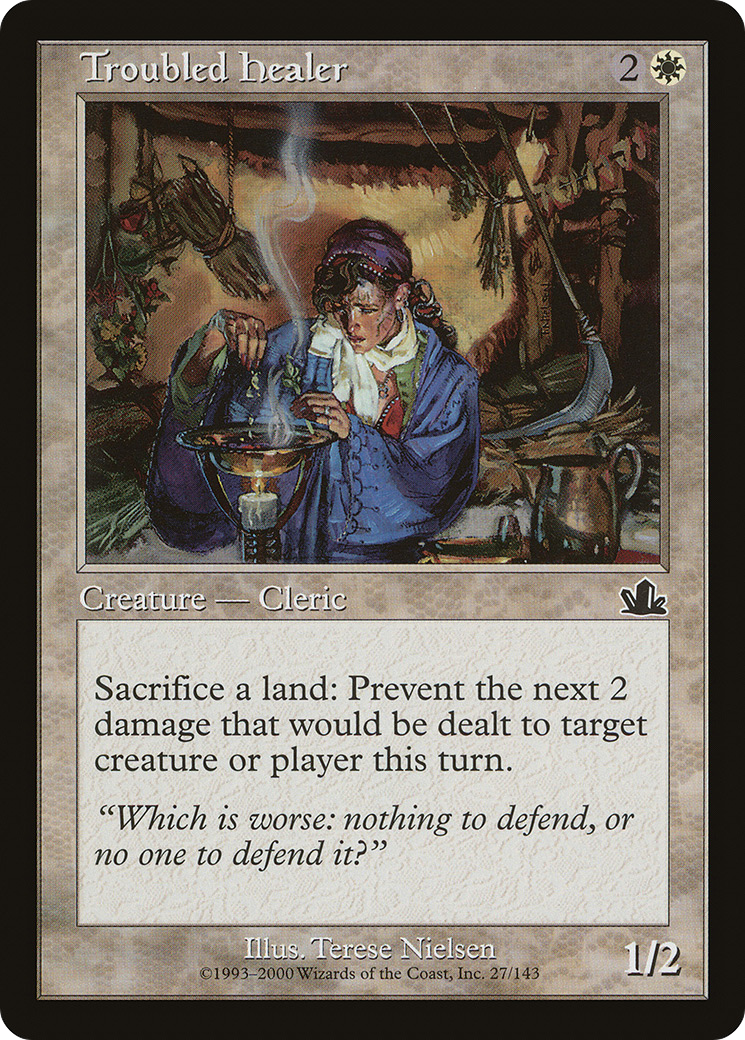 Troubled Healer
2
Creature — Cleric
Sacrifice a land: Prevent the next 2
damage that would be dealt to target
creature or player this turn.
“Which is worse: nothing to defend, or
no one to defend it?”
Illus. Terese Nielsen
©1993–2000 Wizards of the Coast, Inc. 27/143
1/2